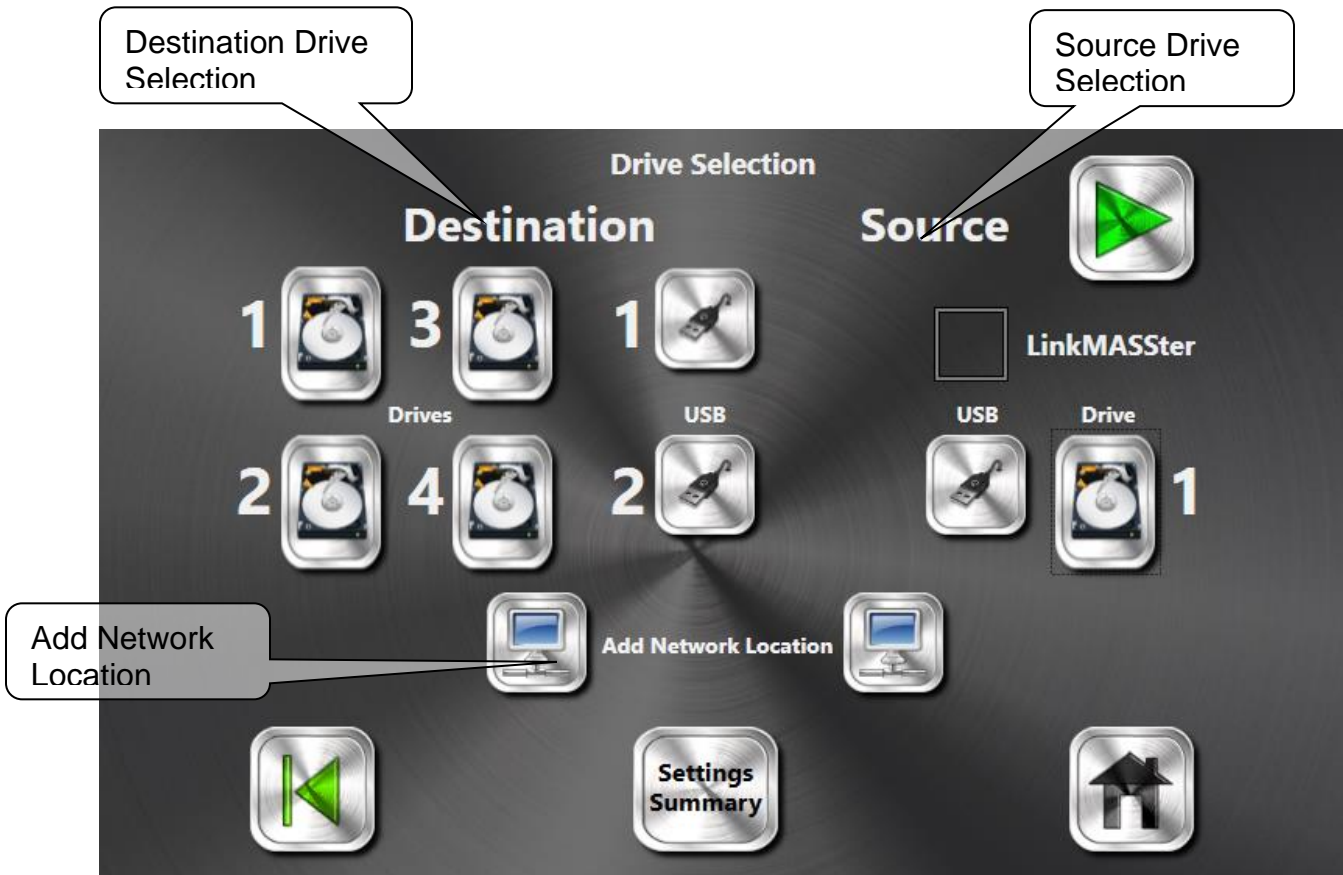 Destination Drive
Selection
Source Drive
Selection
Drive Selection
Destination
Source
1
3
1
LinkMASSter
Drives
USB
USB
Drive
2
4
2
1
Add Network
Location
Add Network Location
Settings
Summary